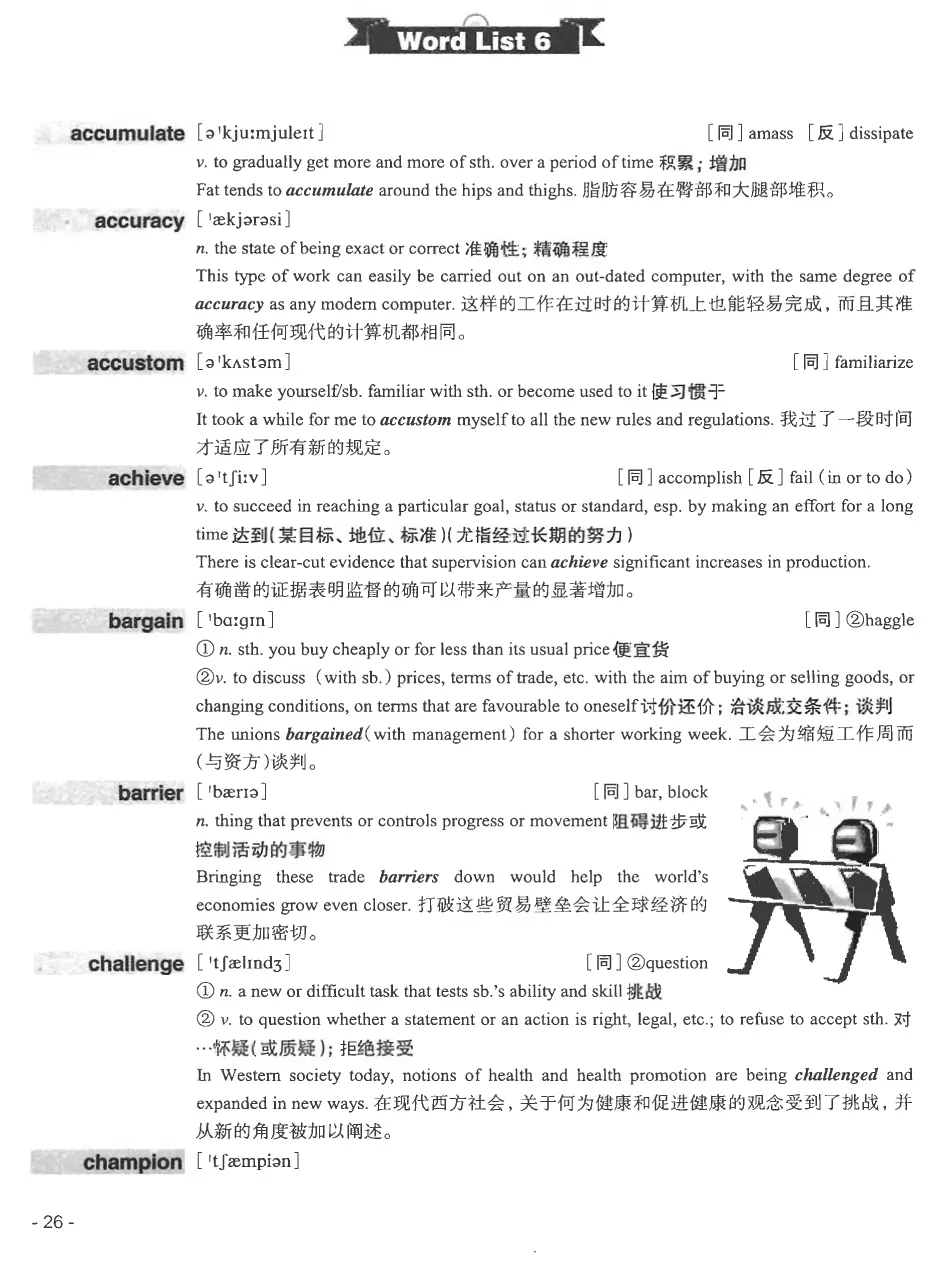 Word List 6
accumulate [əˈkjuːmjuleɪt] [同] amass [反] dissipate
v. to gradually get more and more of sth. over a period of time 积累；增加
Fat tends to accumulate around the hips and thighs. 脂肪容易在臀部和大腿部堆积。
accuracy [ˈækjərəsi]
n. the state of being exact or correct 准确性；精确程度
This type of work can easily be carried out on an out-dated computer, with the same degree of
accuracy as any modern computer. 这样的工作在过时的计算机上也能轻易完成，而且其准
确率和任何现代的计算机都相同。
accustom [əˈkʌstəm] [同] familiarize
v. to make yourself/sb. familiar with sth. or become used to it 使习惯于
It took a while for me to accustom myself to all the new rules and regulations. 我过了一段时间
才适应了所有新的规定。
achieve [əˈtʃiːv] [同] accomplish [反] fail (in or to do)
v. to succeed in reaching a particular goal, status or standard, esp. by making an effort for a long
time 达到(某目标、地位、标准)(尤指经过长期的努力)
There is clear-cut evidence that supervision can achieve significant increases in production.
有确凿的证据表明监督的确可以带来产量的显著增加。
bargain [ˈbɑːgɪn] [同] ②haggle
① n. sth. you buy cheaply or for less than its usual price 便宜货
②v. to discuss (with sb.) prices, terms of trade, etc. with the aim of buying or selling goods, or
changing conditions, on terms that are favourable to oneself 讨价还价；洽谈成交条件；谈判
The unions bargained (with management) for a shorter working week. 工会为缩短工作周而
(与资方)谈判。
barrier [ˈbærɪə] [同] bar, block
n. thing that prevents or controls progress or movement 阻碍进步或
控制活动的事物
Bringing these trade barriers down would help the world's
economies grow even closer. 打破这些贸易壁垒会让全球经济的
联系更加密切。
challenge [ˈtʃælɪndʒ] [同] ②question
① n. a new or difficult task that tests sb.'s ability and skill 挑战
② v. to question whether a statement or an action is right, legal, etc.; to refuse to accept sth. 对
…怀疑(或质疑)；拒绝接受
In Western society today, notions of health and health promotion are being challenged and
expanded in new ways. 在现代西方社会，关于何为健康和促进健康的观念受到了挑战，并
从新的角度被加以阐述。
champion [ˈtʃæmpiən]
- 26 -